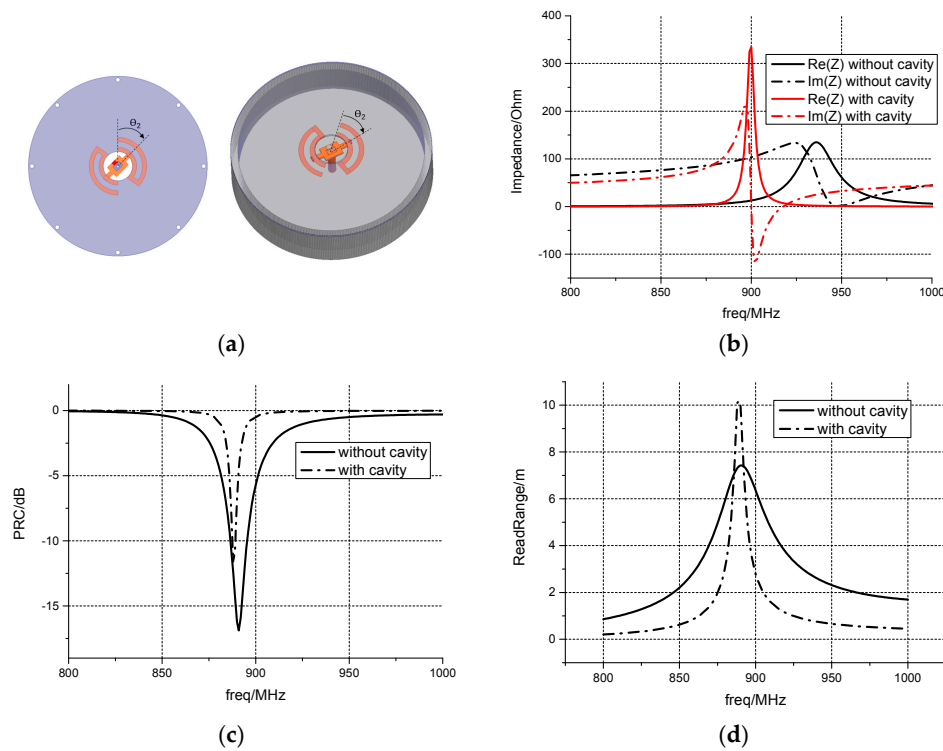 θ2
θ2
(a)
400
300
200
100
0
-100
Impedance/Ohm
Re(Z) without cavity
Im(Z) without cavity
Re(Z) with cavity
Im(Z) with cavity
800 850 900 950 1000
freq/MHz
(b)
0
-5
-10
-15
PRC/dB
without cavity
with cavity
800 850 900 950 1000
freq/MHz
(c)
10
8
6
4
2
0
ReadRange/m
without cavity
with cavity
800 850 900 950 1000
freq/MHz
(d)